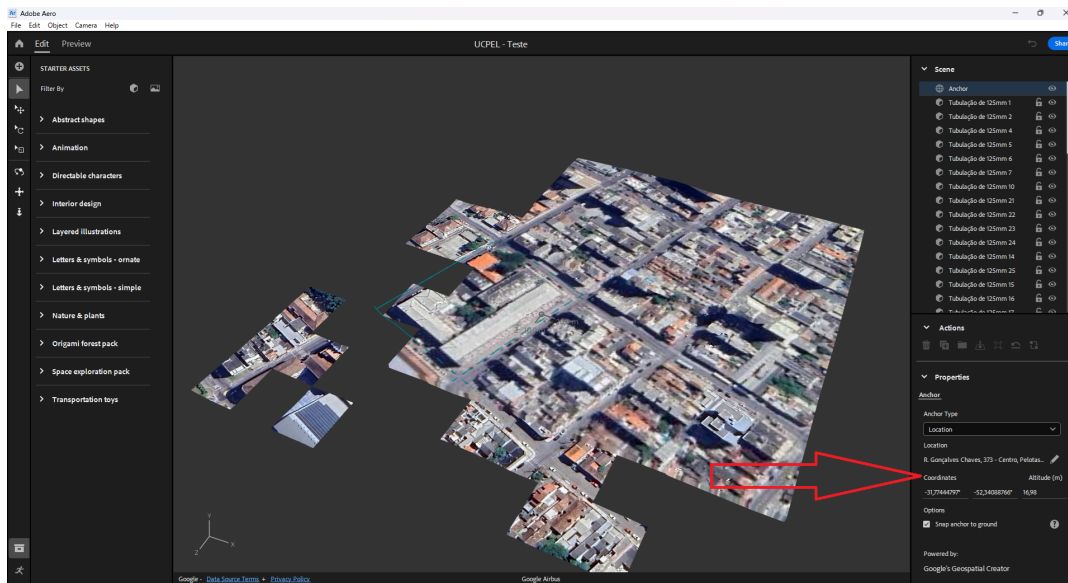 Adobe Aero
File Edit Object Camera Help
Edit Preview
UCPEL - Teste
Shar
STARTER ASSETS
Filter By
Abstract shapes
Animation
Directable characters
Interior design
Layered illustrations
Letters & symbols - ornate
Letters & symbols - simple
Nature & plants
Origami forest pack
Space exploration pack
Transportation toys
Y
X
Z
Google - Data Source Terms + Privacy Policy
Google Airbus
Scene
Anchor
Tubulação de 125mm 1
Tubulação de 125mm 2
Tubulação de 125mm 4
Tubulação de 125mm 5
Tubulação de 125mm 6
Tubulação de 125mm 7
Tubulação de 125mm 10
Tubulação de 125mm 21
Tubulação de 125mm 22
Tubulação de 125mm 23
Tubulação de 125mm 24
Tubulação de 125mm 14
Tubulação de 125mm 25
Tubulação de 125mm 15
Tubulação de 125mm 16
Tubulação de 125mm 17
Actions
Properties
Anchor
Anchor Type
Location
Location
R. Gonçalves Chaves, 373 - Centro, Pelotas...
Coordinates Altitude (m)
-31,77444797° -52,34088766° 16,98
Options
Snap anchor to ground
Powered by:
Google's Geospatial Creator